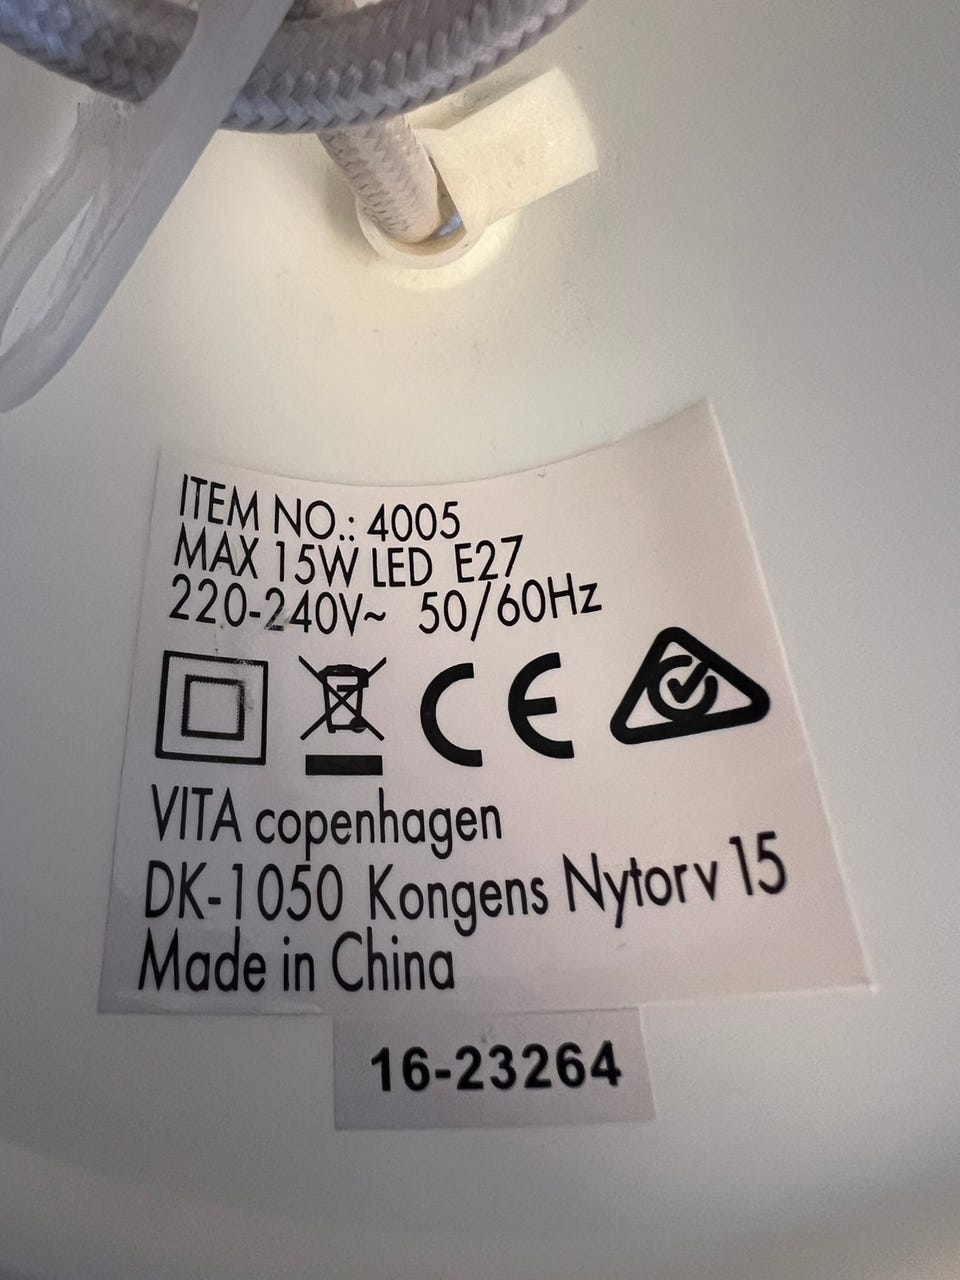 ITEM NO.: 4005
MAX 15W LED E27
220-240V~ 50/60Hz
CE
VITA copenhagen
DK-1050 Kongens Nytorv 15
Made in China
16-23264